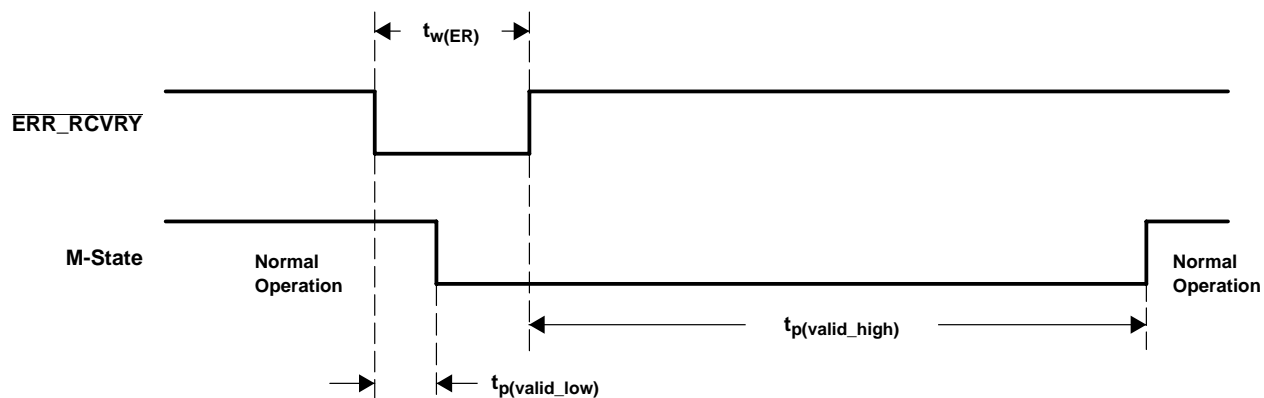 tw(ER)
ERR_RCVRY
M-State
Normal
Operation
Normal
Operation
tp(valid_high)
tp(valid_low)